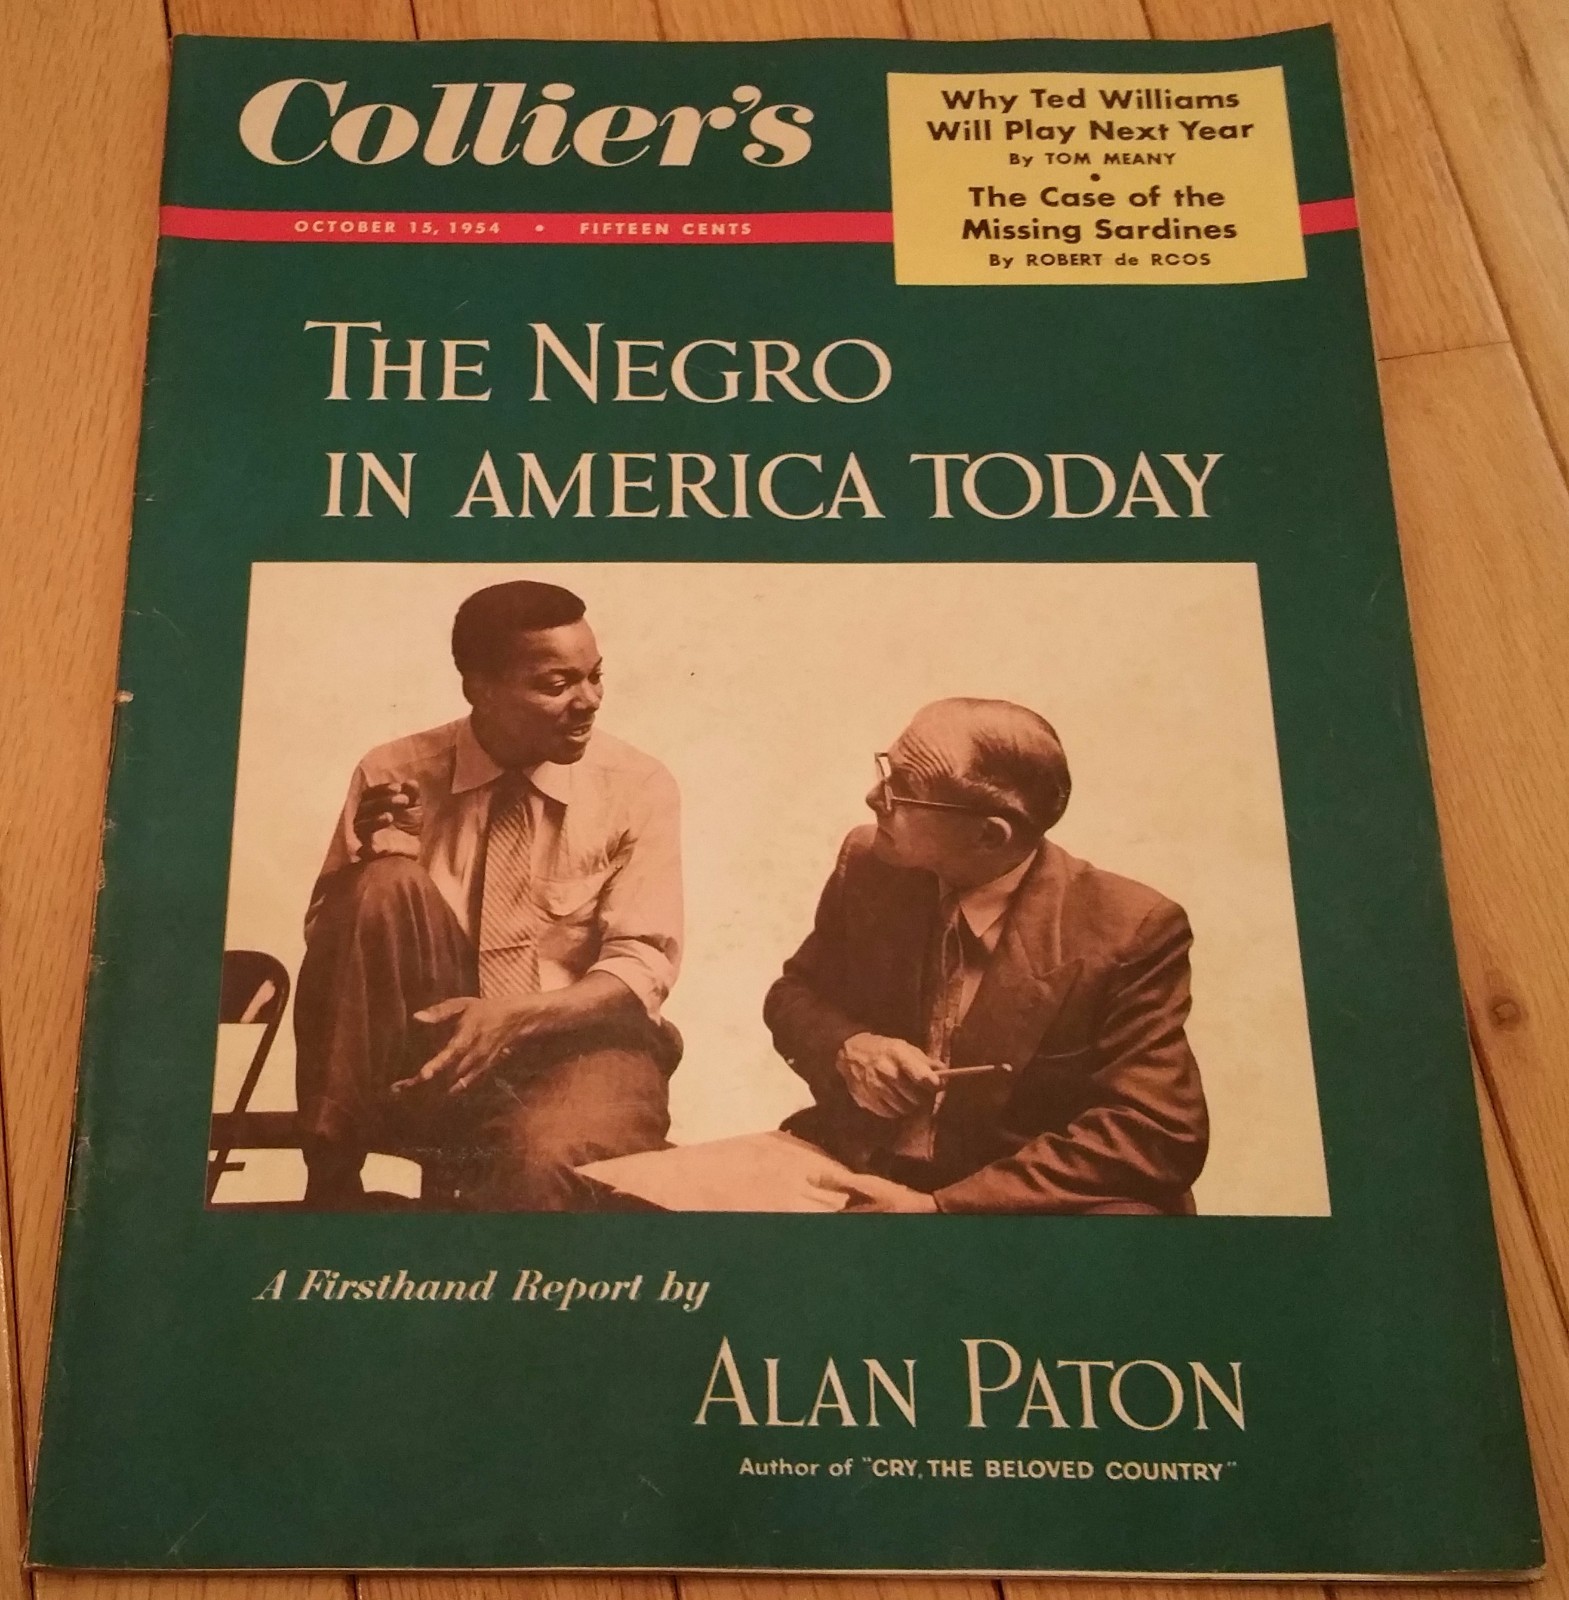 Collier's
OCTOBER 15, 1954 • FIFTEEN CENTS
Why Ted Williams
Will Play Next Year
By TOM MEANY
•
The Case of the
Missing Sardines
By ROBERT de ROOS
THE NEGRO
IN AMERICA TODAY
A Firsthand Report by
ALAN PATON
Author of "CRY, THE BELOVED COUNTRY"